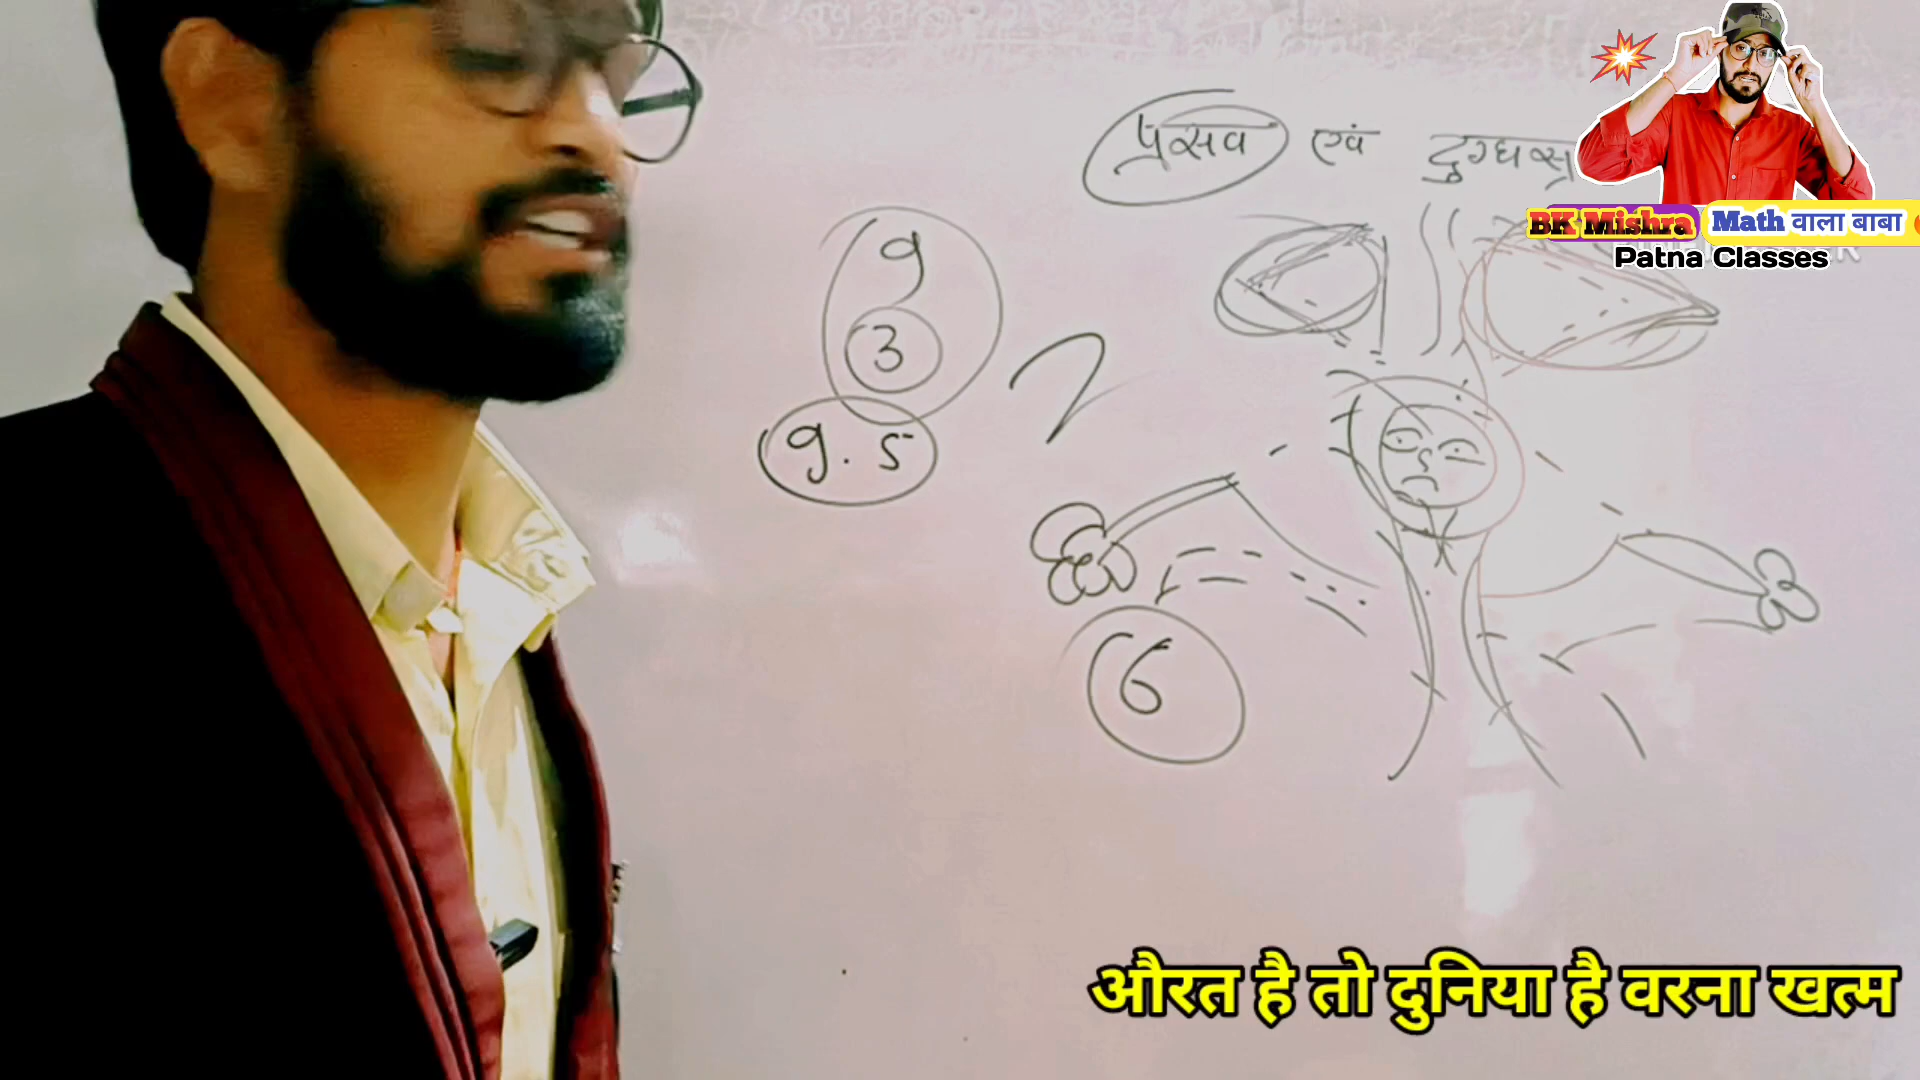 प्रसव एवं दुग्धस्र
BK Mishra Math वाला बाबा
Patna Classes
9
3
9.5
6
औरत है तो दुनिया है वरना खत्म